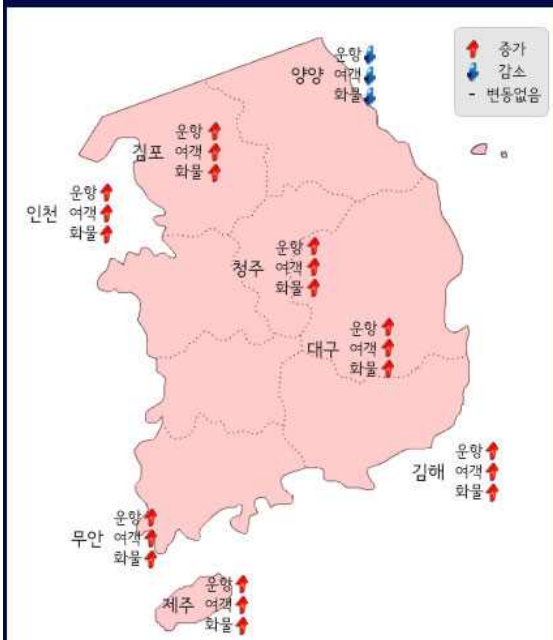 증가
감소
- 변동없음
운항
양양 여객
화물
운항
김포 여객
화물
운항
인천 여객
화물
운항
청주 여객
화물
운항
대구 여객
화물
운항
김해 여객
화물
운항
무안 여객
화물
운항
제주 여객
화물